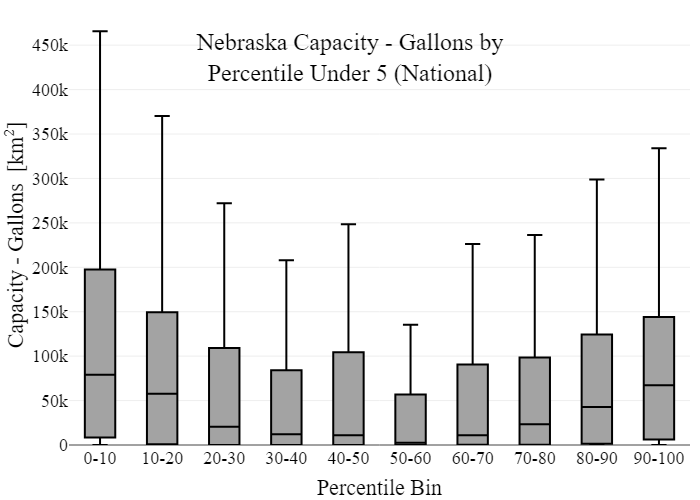 Nebraska Capacity - Gallons by
Percentile Under 5 (National)
Capacity - Gallons [km²]
450k
400k
350k
300k
250k
200k
150k
100k
50k
0
0-10 10-20 20-30 30-40 40-50 50-60 60-70 70-80 80-90 90-100
Percentile Bin